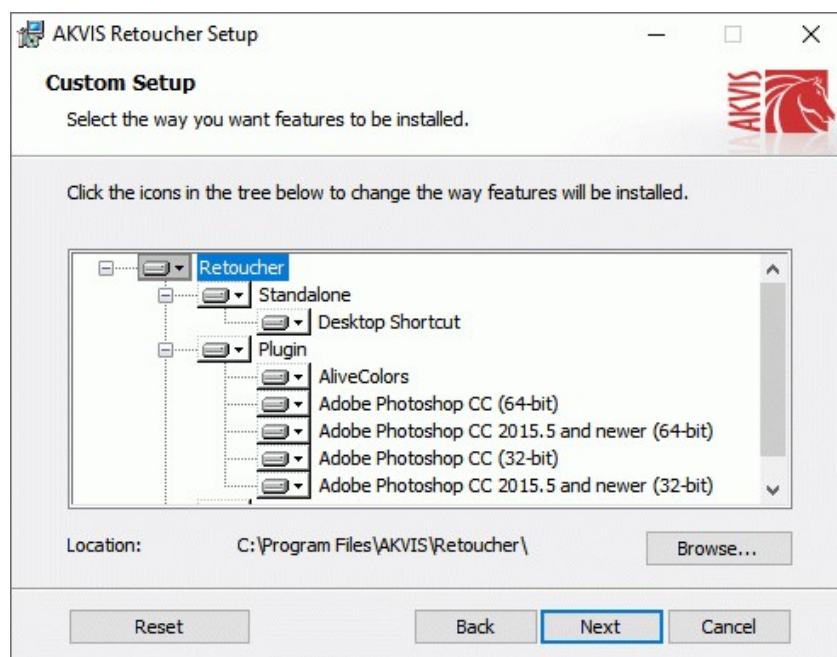 AKVIS Retoucher Setup
Custom Setup
Select the way you want features to be installed.
AKVIS
Click the icons in the tree below to change the way features will be installed.
Retoucher
Standalone
Desktop Shortcut
Plugin
AliveColors
Adobe Photoshop CC (64-bit)
Adobe Photoshop CC 2015.5 and newer (64-bit)
Adobe Photoshop CC (32-bit)
Adobe Photoshop CC 2015.5 and newer (32-bit)
Location: C:\Program Files\AKVIS\Retoucher\ Browse...
Reset Back Next Cancel